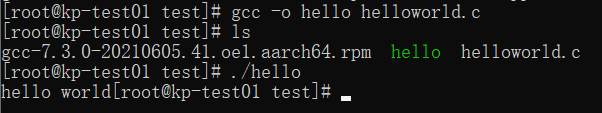 [root@kp-test01 test]# gcc -o hello helloworld.c
[root@kp-test01 test]# ls
gcc-7.3.0-20210605.41.oe1.aarch64.rpm  hello  helloworld.c
[root@kp-test01 test]# ./hello
hello world[root@kp-test01 test]#